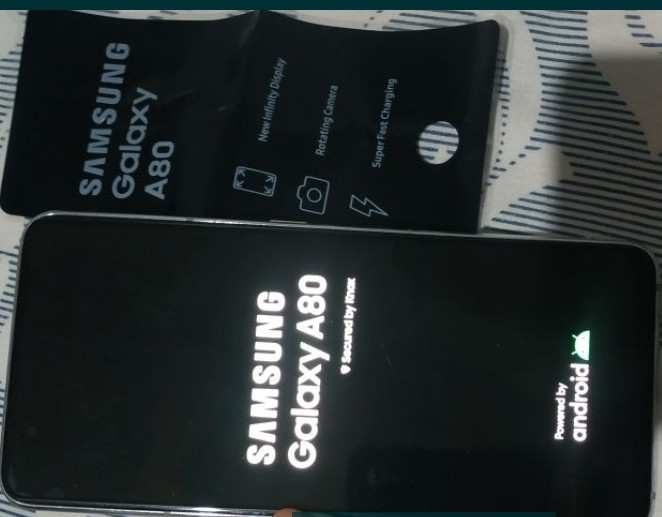 SAMSUNG
Galaxy
A80
New Infinity Display
Rotating Camera
Super Fast Charging
SAMSUNG
Galaxy A80
Secured by Knox
Powered by
android